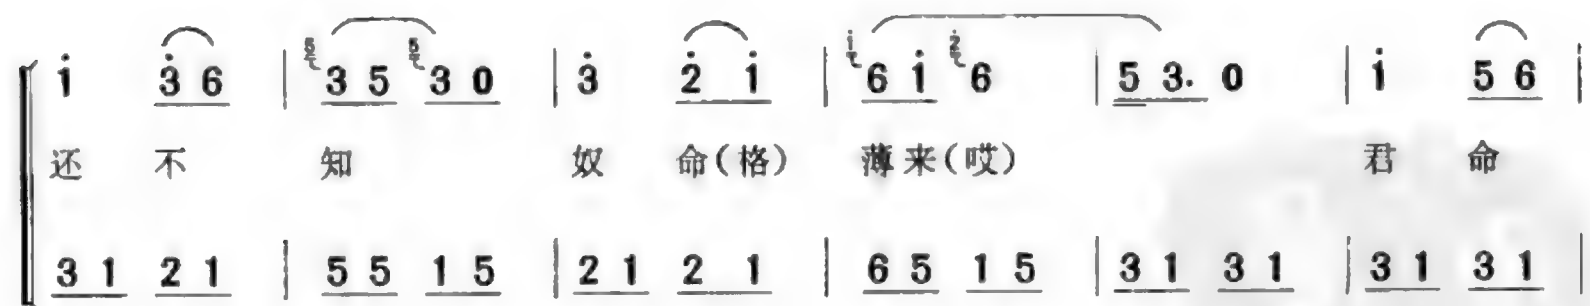 i̇ 3̇ 6 | 3 5 3 0 | 3̇ 2̇ i̇ | 6 i̇ 6 | 5 3. 0 | i̇ 5 6 |
还 不 知 奴 命(格) 薄来(哎) 君 命
3 1 2 1 | 5 5 1 5 | 2 1 2 1 | 6 5 1 5 | 3 1 3 1 | 3 1 3 1 |